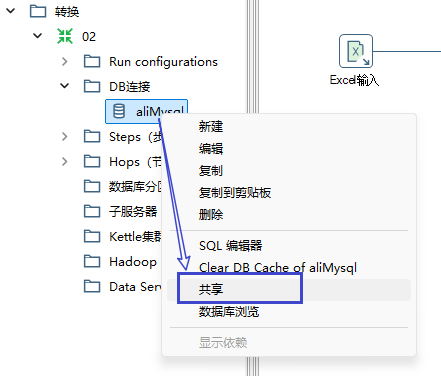 转换
02
Run configurations
DB连接
aliMysql
Steps（步
Hops（节
数据库分区
子服务器
Kettle集群
Hadoop
Data Serv
Excel输入
新建
编辑
复制
复制到剪贴板
删除
SQL 编辑器
Clear DB Cache of aliMysql
共享
数据库浏览
显示依赖